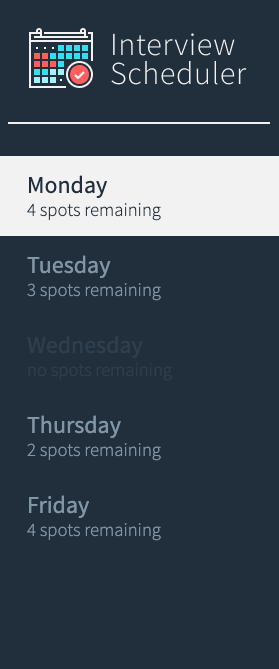 Interview
Scheduler
Monday
4 spots remaining
Tuesday
3 spots remaining
Wednesday
no spots remaining
Thursday
2 spots remaining
Friday
4 spots remaining